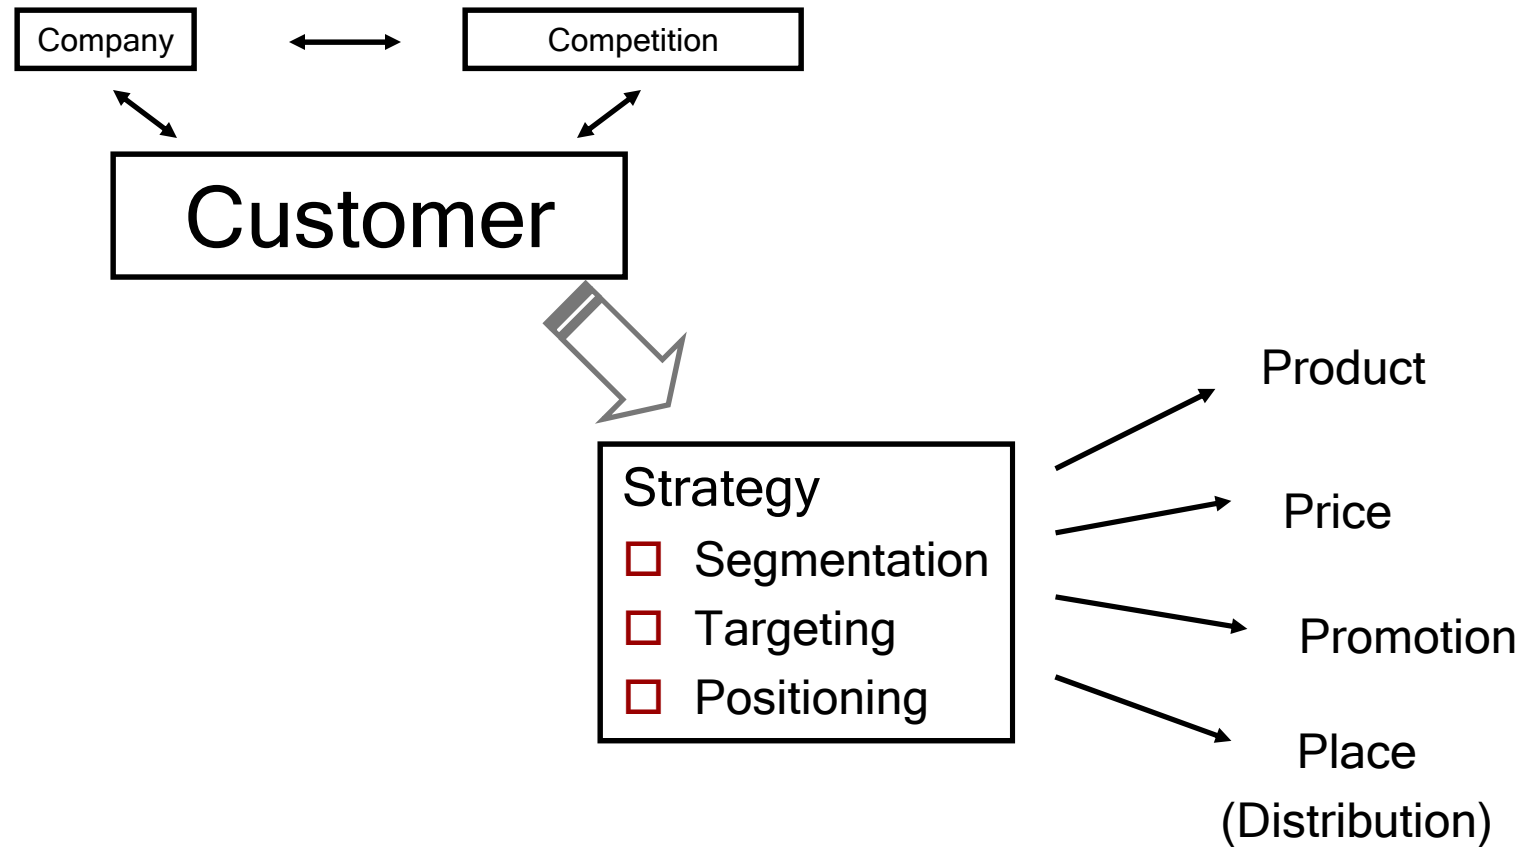 Company
Competition
Customer
Strategy
Segmentation
Targeting
Positioning
Product
Price
Promotion
Place
(Distribution)